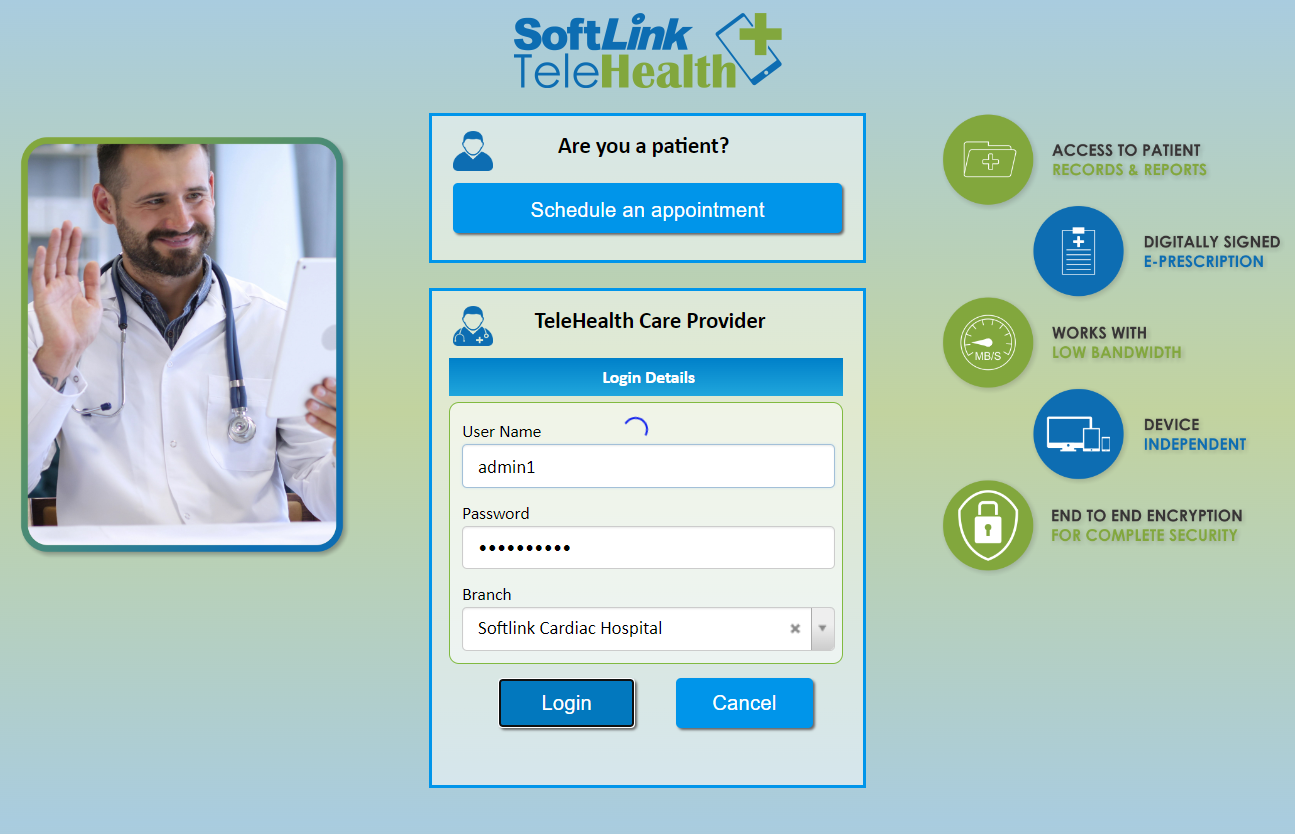 SoftLink
TeleHealth
Are you a patient?
Schedule an appointment
TeleHealth Care Provider
Login Details
User Name
admin1
Password
••••••••••
Branch
Softlink Cardiac Hospital
Login Cancel
ACCESS TO PATIENT
RECORDS & REPORTS
DIGITALLY SIGNED
E-PRESCRIPTION
MB/S
WORKS WITH
LOW BANDWIDTH
DEVICE
INDEPENDENT
END TO END ENCRYPTION
FOR COMPLETE SECURITY